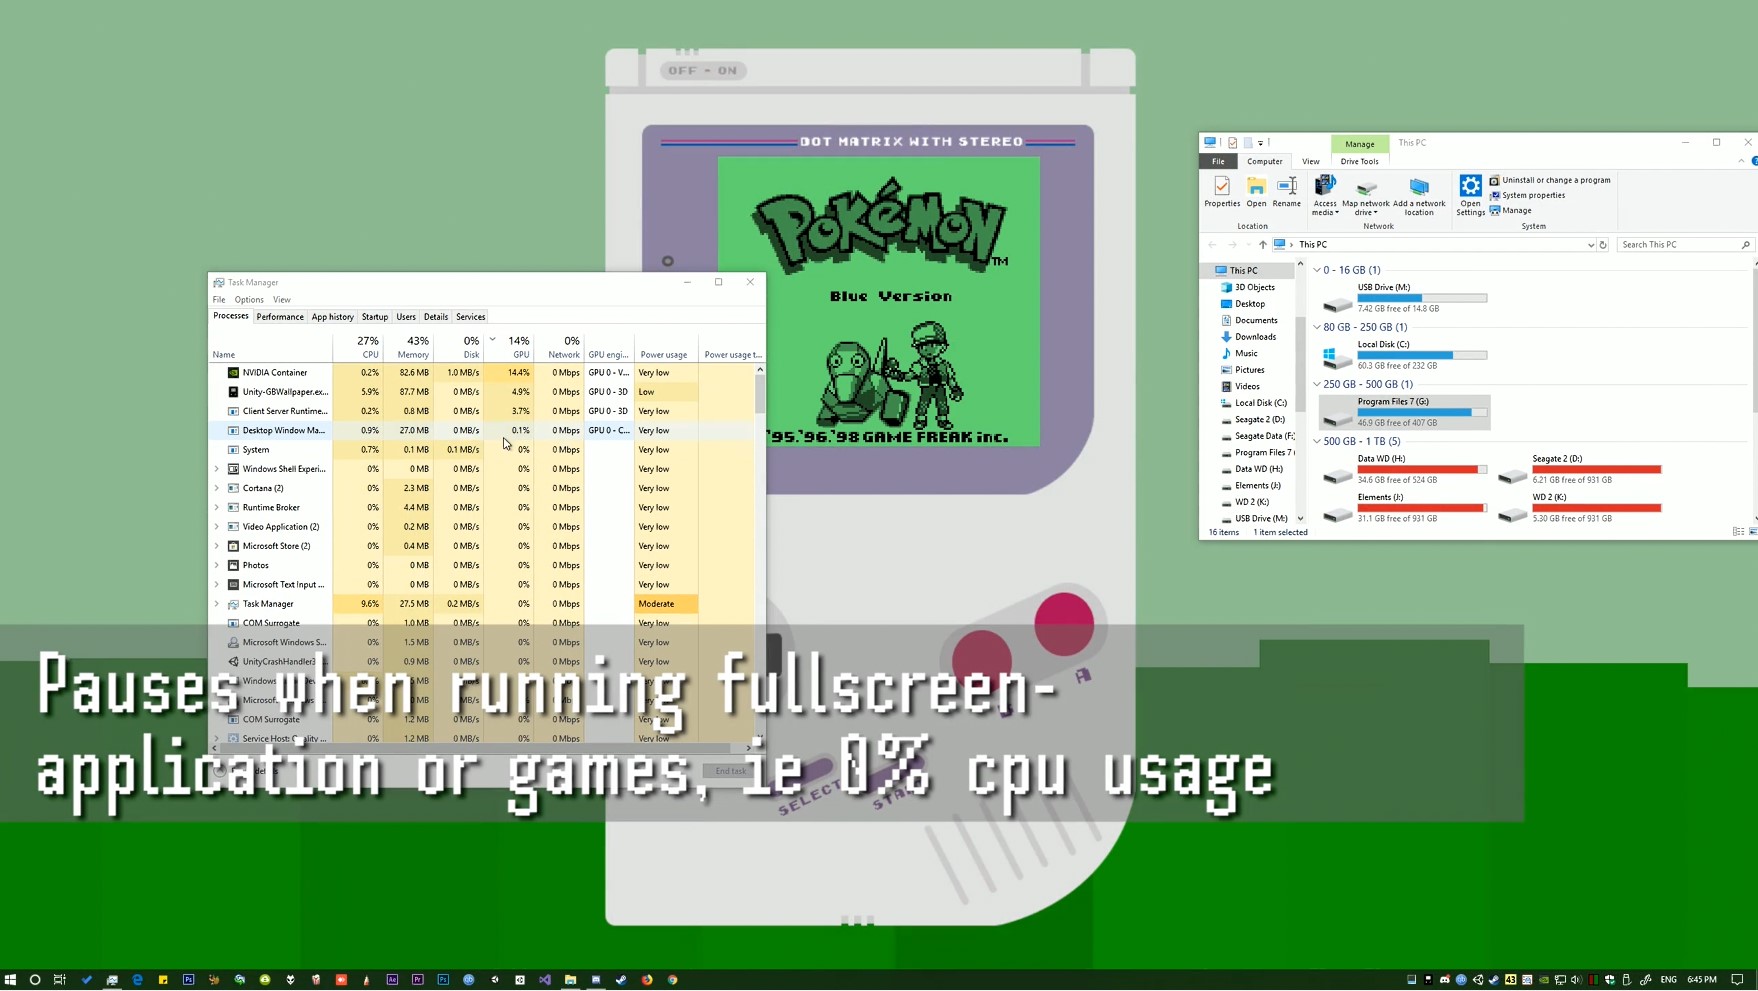 OFF - ON
DOT MATRIX WITH STEREO
POKéMON
TM
Blue Version
'95.'96.'98 GAME FREAK inc.
A
SELECT
Task Manager
File Options View
Processes Performance App history Startup Users Details Services
27% 43% 0% 14% 0%
Name CPU Memory Disk GPU Network GPU engi... Power usage Power usage t...
NVIDIA Container 0.2% 82.6 MB 1.0 MB/s 14.4% 0 Mbps GPU 0 - V... Very low
Unity-GBWallpaper.ex... 5.9% 87.7 MB 0 MB/s 4.9% 0 Mbps GPU 0 - 3D Low
Client Server Runtime... 0.2% 0.8 MB 0 MB/s 3.7% 0 Mbps GPU 0 - 3D Very low
Desktop Window Ma... 0.9% 27.0 MB 0 MB/s 0.1% 0 Mbps GPU 0 - C... Very low
System 0.7% 0.1 MB 0.1 MB/s 0% 0 Mbps Very low
Windows Shell Experi... 0% 0 MB 0 MB/s 0% 0 Mbps Very low
Cortana (2) 0% 2.3 MB 0 MB/s 0% 0 Mbps Very low
Runtime Broker 0% 4.4 MB 0 MB/s 0% 0 Mbps Very low
Video Application (2) 0% 0.2 MB 0 MB/s 0% 0 Mbps Very low
Microsoft Store (2) 0% 0.4 MB 0 MB/s 0% 0 Mbps Very low
Photos 0% 0 MB 0 MB/s 0% 0 Mbps Very low
Microsoft Text Input ... 0% 0 MB 0 MB/s 0% 0 Mbps Very low
Task Manager 9.6% 27.5 MB 0.2 MB/s 0% 0 Mbps Moderate
COM Surrogate 0% 1.0 MB 0 MB/s 0% 0 Mbps Very low
Microsoft Windows S... 0% 1.5 MB 0 MB/s 0% 0 Mbps Very low
UnityCrashHandler3... 0% 0.9 MB 0 MB/s 0% 0 Mbps Very low
COM Surrogate 0% 1.2 MB 0 MB/s 0% 0 Mbps Very low
Service Host: Quality ... 0% 0 MB/s 0% 0 Mbps Very low
End task
Pauses when running fullscreen-
application or games, ie 0% cpu usage
Manage This PC
File Computer View Drive Tools
Properties Open Rename Access media Map network drive Add a network location Open Settings
Uninstall or change a program
System properties
Manage
Location Network System
This PC Search This PC
This PC
3D Objects
Desktop
Documents
Downloads
Music
Pictures
Videos
Local Disk (C:)
Seagate 2 (D:)
Seagate Data (F:)
Program Files 7
Data WD (H:)
Elements (J:)
WD 2 (K:)
USB Drive (M:)
0 - 16 GB (1)
USB Drive (M:)
7.42 GB free of 14.8 GB
80 GB - 250 GB (1)
Local Disk (C:)
60.3 GB free of 232 GB
250 GB - 500 GB (1)
Program Files 7 (G:)
46.9 GB free of 407 GB
500 GB - 1 TB (5)
Data WD (H:) Seagate 2 (D:)
34.6 GB free of 524 GB 6.21 GB free of 931 GB
Elements (J:) WD 2 (K:)
31.1 GB free of 931 GB 5.30 GB free of 931 GB
16 items 1 item selected
43 ENG 6:45 PM